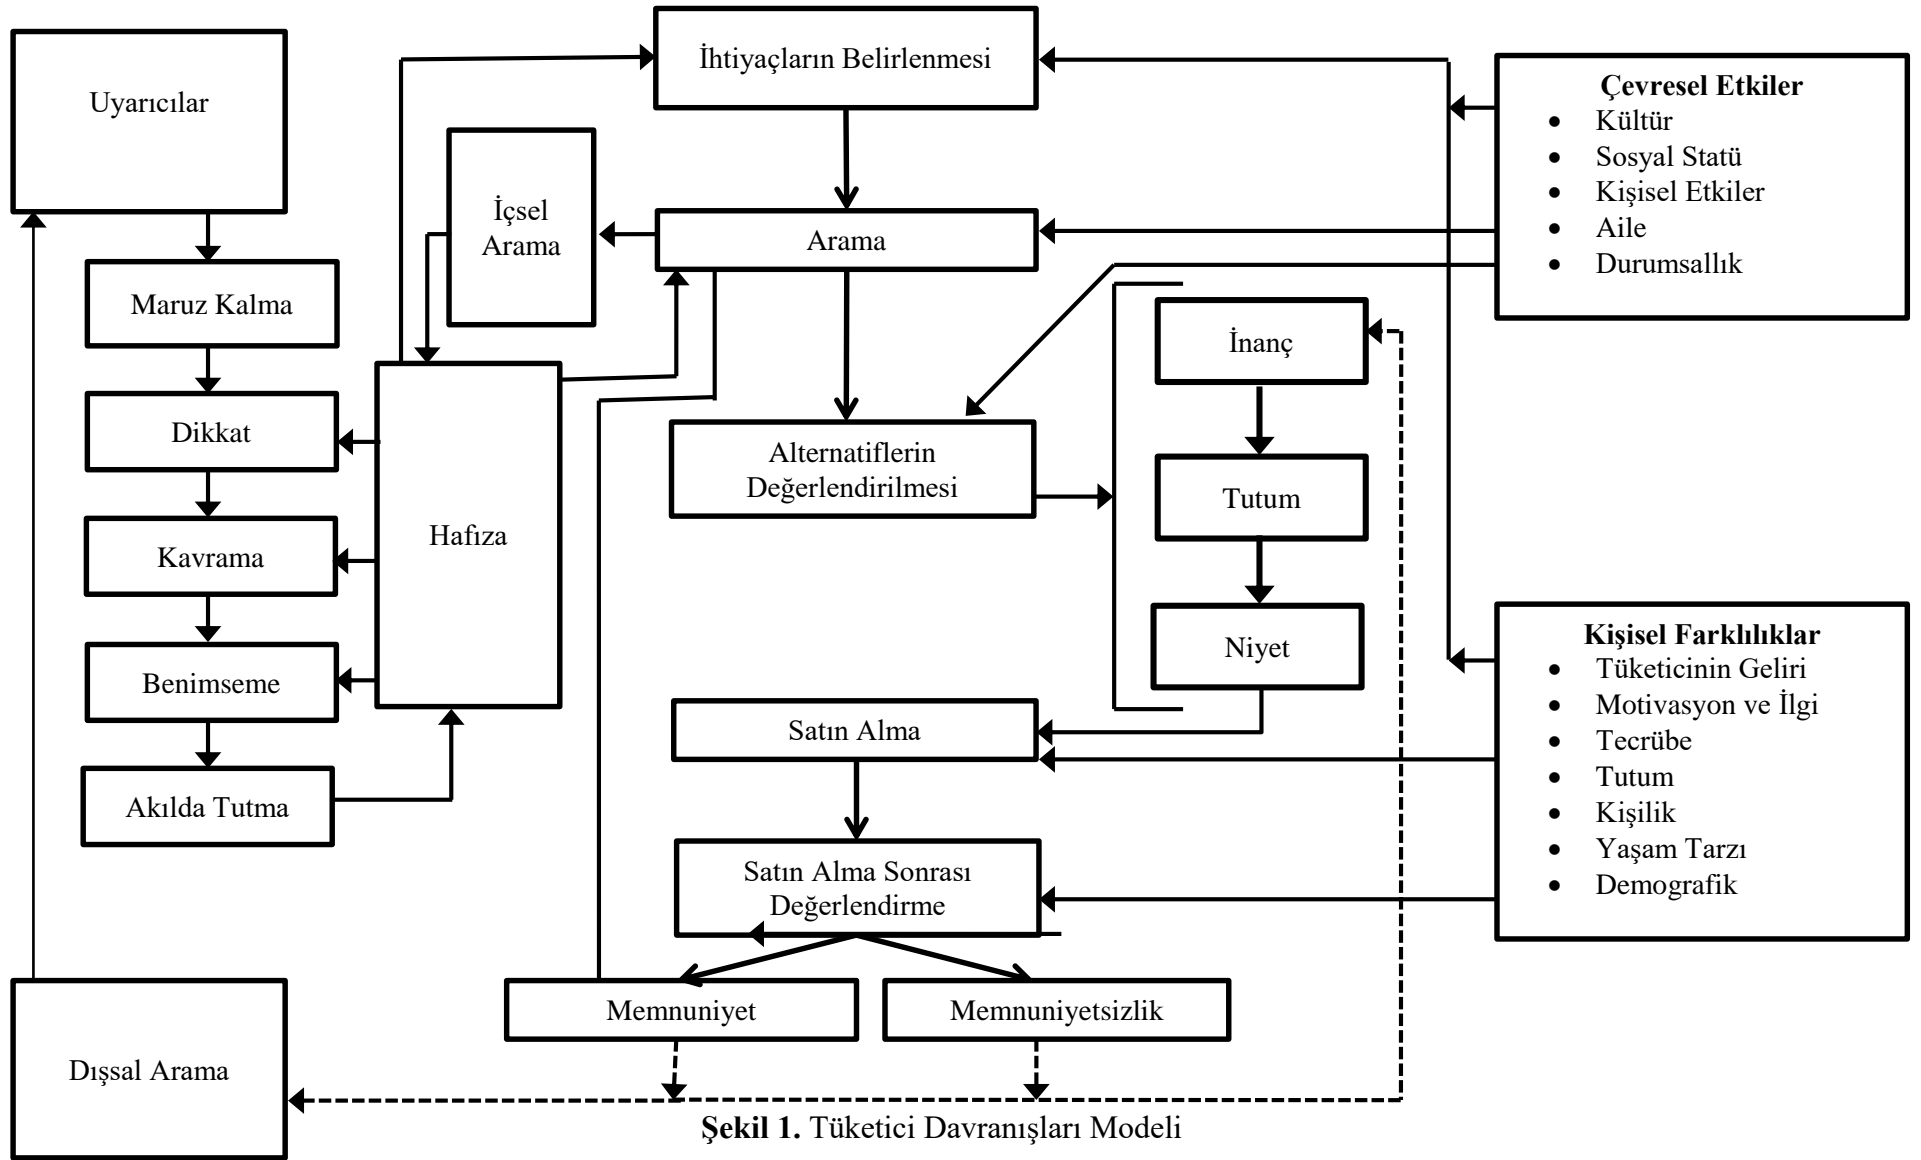 Uyarıcılar
Maruz Kalma
Dikkat
Kavrama
Benimseme
Akılda Tutma
Dışsal Arama
İçsel
Arama
Hafıza
İhtiyaçların Belirlenmesi
Arama
Alternatiflerin
Değerlendirilmesi
İnanç
Tutum
Niyet
Satın Alma
Satın Alma Sonrası
Değerlendirme
Memnuniyet
Memnuniyetsizlik
Çevresel Etkiler
• Kültür
• Sosyal Statü
• Kişisel Etkiler
• Aile
• Durumsallık
Kişisel Farklılıklar
• Tüketicinin Geliri
• Motivasyon ve İlgi
• Tecrübe
• Tutum
• Kişilik
• Yaşam Tarzı
• Demografik
Şekil 1. Tüketici Davranışları Modeli